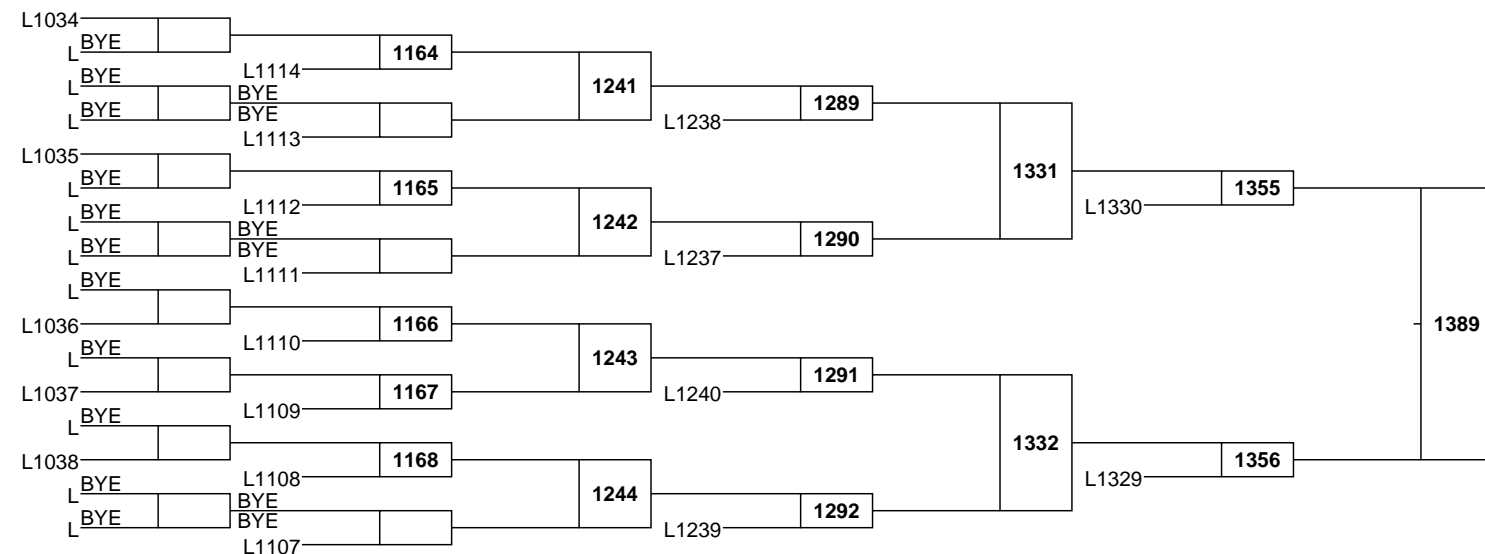 L1034
BYE
L
1164
L1114
BYE
L
BYE
1241
BYE
BYE
L
1289
L1113
L1238
L1035
BYE
L
1165
1331
L1112
1355
L1330
BYE
L
BYE
1242
BYE
BYE
L
1290
L1111
L1237
BYE
L
L1036
1166
1389
L1110
BYE
L
1243
L1037
1167
1291
L1109
L1240
BYE
L
L1038
1168
1332
L1108
1356
L1329
BYE
L
BYE
1244
BYE
BYE
L
1292
L1107
L1239